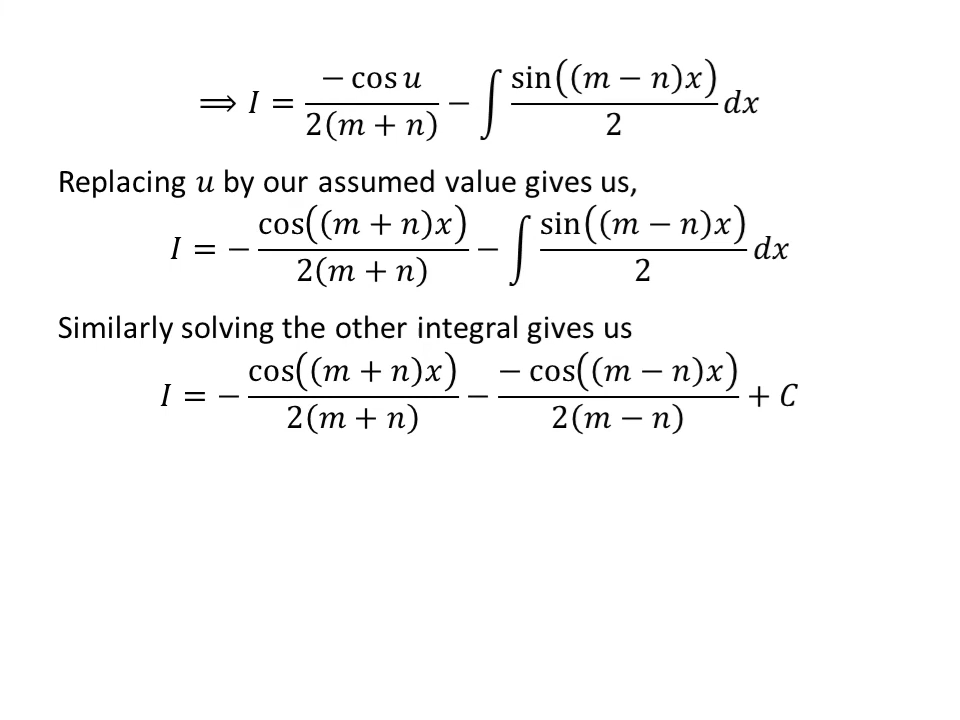 ⟹ I = (− cos u)/(2(m + n)) − ∫ (sin((m − n)x))/2 dx
Replacing u by our assumed value gives us,
I = − (cos((m + n)x))/(2(m + n)) − ∫ (sin((m − n)x))/2 dx
Similarly solving the other integral gives us
I = − (cos((m + n)x))/(2(m + n)) − (− cos((m − n)x))/(2(m − n)) + C